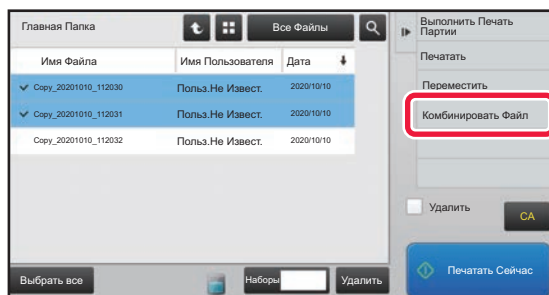 Главная Папка
Все Файлы
Имя Файла
Имя Пользователя
Дата
Copy_20201010_112030
Польз.Не Извест.
2020/10/10
Copy_20201010_112031
Польз.Не Извест.
2020/10/10
Copy_20201010_112032
Польз.Не Извест.
2020/10/10
Выбрать все
Наборы
Удалить
Выполнить Печать
Партии
Печатать
Переместить
Комбинировать Файл
Удалить
CA
Печатать Сейчас